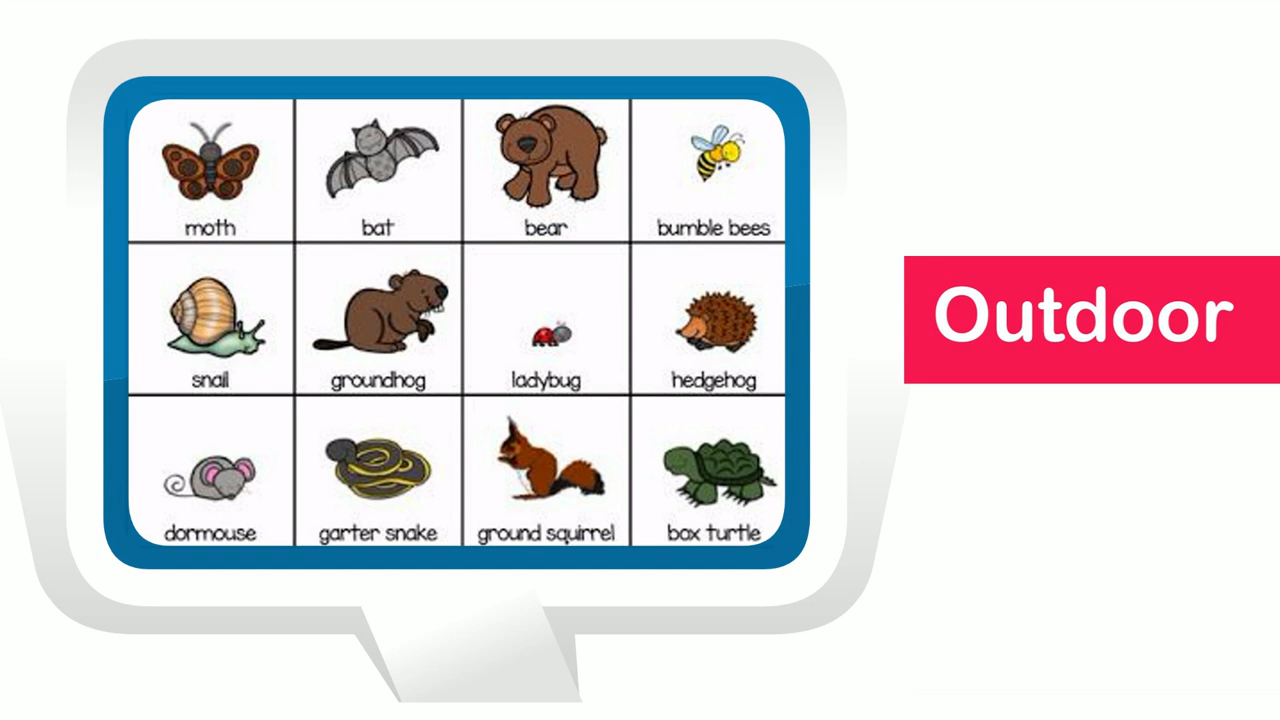 moth
bat
bear
bumble bees
snail
groundhog
ladybug
hedgehog
dormouse
garter snake
ground squirrel
box turtle
Outdoor